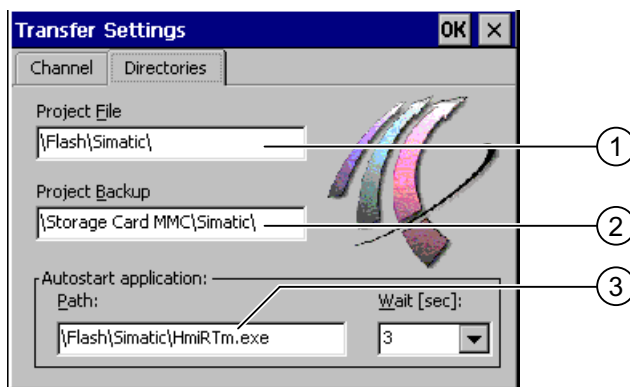 Transfer Settings OK ×
Channel Directories
Project File
\Flash\Simatic\
1
Project Backup
\Storage Card MMC\Simatic\
2
Autostart application:
3
Path: Wait [sec]:
\Flash\Simatic\HmiRTm.exe 3